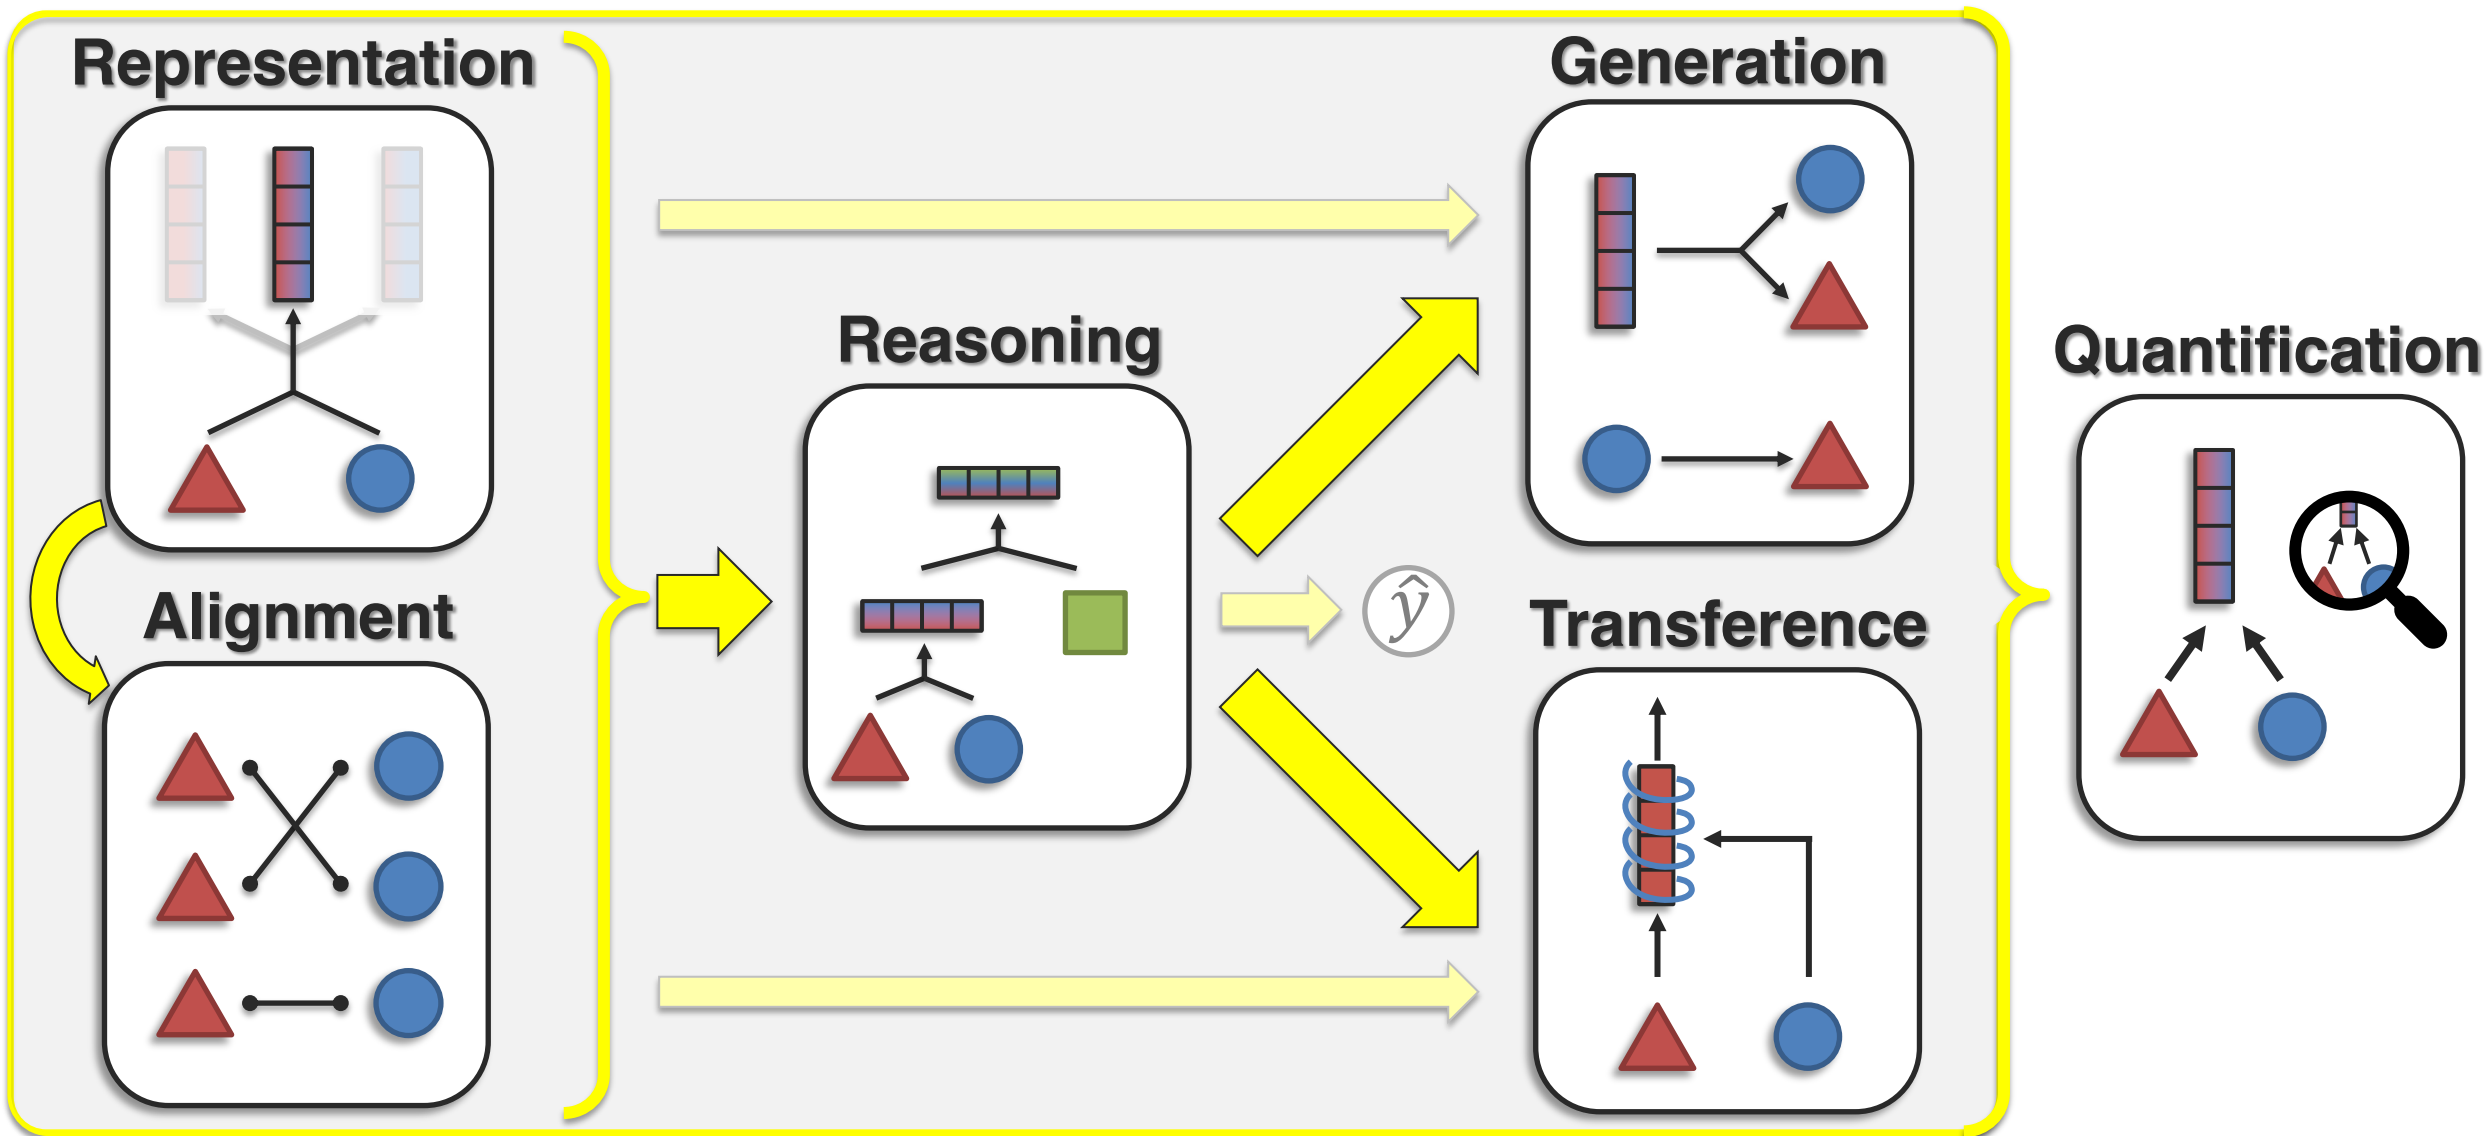 Representation
Generation
Reasoning
Quantification
Alignment
ŷ
Transference